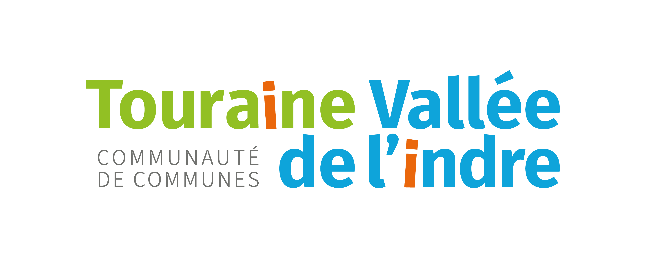 Touraine Vallée
COMMUNAUTÉ
DE COMMUNES
de l'indre